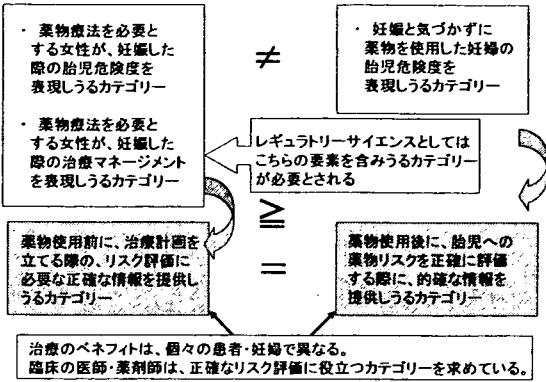 ・ 薬物療法を必要と
する女性が、妊娠した
際の胎児危険度を
表現しうるカテゴリー
・ 薬物療法を必要と
する女性が、妊娠した
際の治療マネージメント
を表現しうるカテゴリー
≠
・ 妊娠と気づかずに
薬物を使用した妊婦の
胎児危険度を
表現しうるカテゴリー
レギュラトリーサイエンスとしては
こちらの要素を含みうるカテゴリー
が必要とされる
≧
=
薬物使用前に、治療計画を
立てる際の、リスク評価に
必要な正確な情報を提供し
うるカテゴリー
薬物使用後に、胎児への
薬物リスクを正確に評価
する際に、的確な情報を
提供しうるカテゴリー
治療のベネフィトは、個々の患者・妊婦で異なる。
臨床の医師・薬剤師は、正確なリスク評価に役立つカテゴリーを求めている。